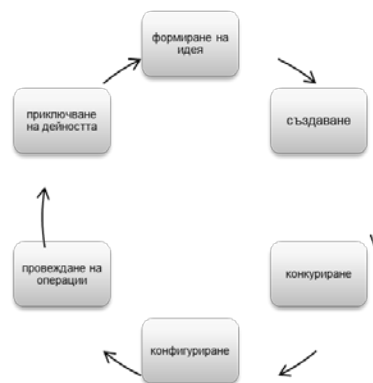 формиране на
идея
създаване
конкуриране
конфигуриране
провеждане на
операции
приключване
на дейността